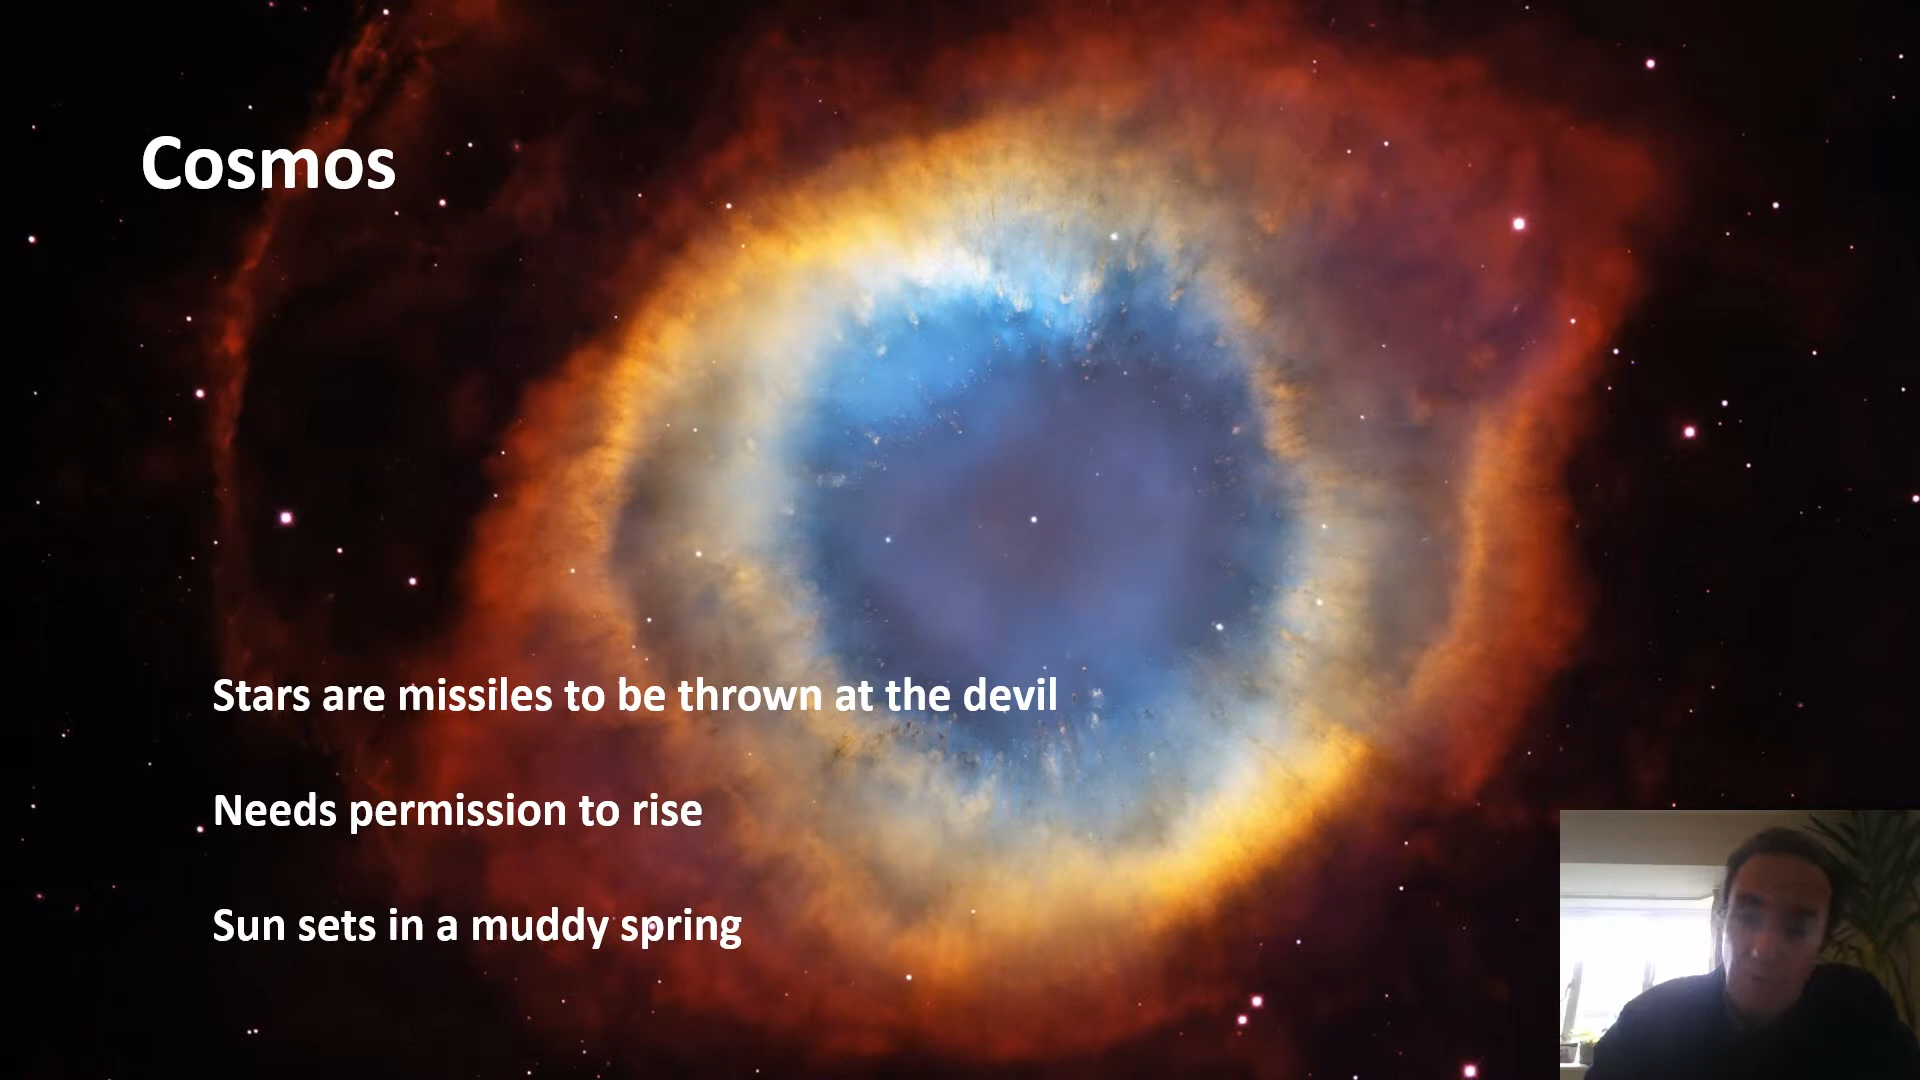 Cosmos
Stars are missiles to be thrown at the devil
Needs permission to rise
Sun sets in a muddy spring